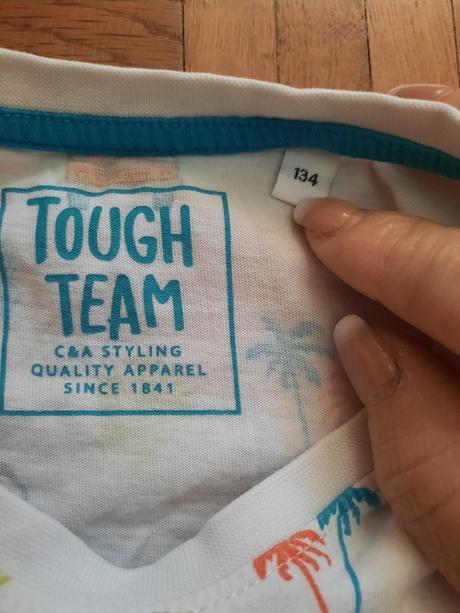 134
TOUGH
TEAM
C&A STYLING
QUALITY APPAREL
SINCE 1841